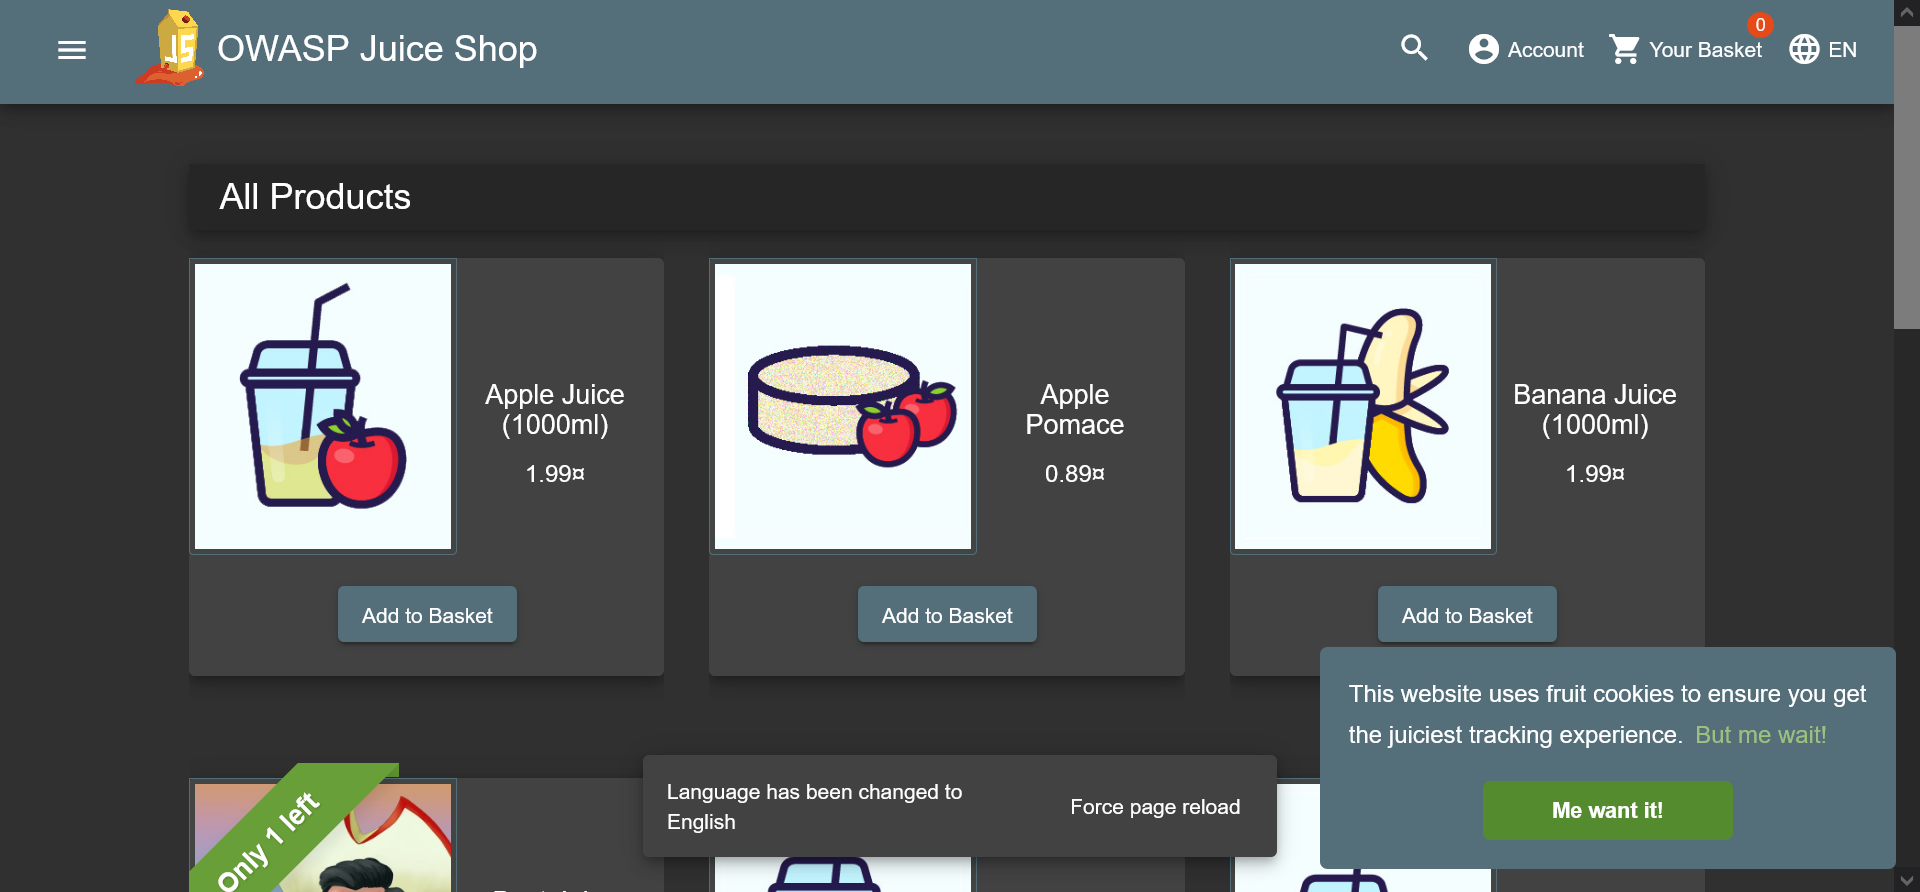 OWASP Juice Shop
Account
0
Your Basket
EN
All Products
Apple Juice
(1000ml)
1.99¤
Add to Basket
Apple
Pomace
0.89¤
Add to Basket
Banana Juice
(1000ml)
1.99¤
Add to Basket
Only 1 left
Language has been changed to
English
Force page reload
This website uses fruit cookies to ensure you get
the juiciest tracking experience. But me wait!
Me want it!